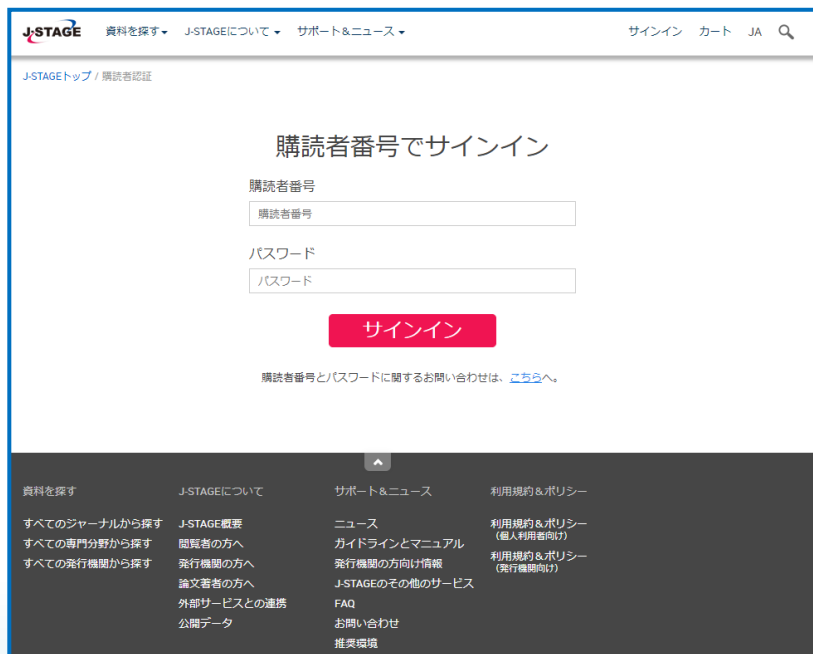 J-STAGE 資料を探す▾ J-STAGEについて ▾ サポート＆ニュース ▾ サインイン カート JA
J-STAGEトップ / 購読者認証
購読者番号でサインイン
購読者番号
購読者番号
パスワード
パスワード
サインイン
購読者番号とパスワードに関するお問い合わせは、こちらへ。
資料を探す
すべてのジャーナルから探す
すべての専門分野から探す
すべての発行機関から探す
J-STAGEについて
J-STAGE概要
閲覧者の方へ
発行機関の方へ
論文著者の方へ
外部サービスとの連携
公開データ
サポート＆ニュース
ニュース
ガイドラインとマニュアル
発行機関の方向け情報
J-STAGEのその他のサービス
FAQ
お問い合わせ
推奨環境
利用規約＆ポリシー
利用規約＆ポリシー
（個人利用者向け）
利用規約＆ポリシー
（発行機関向け）